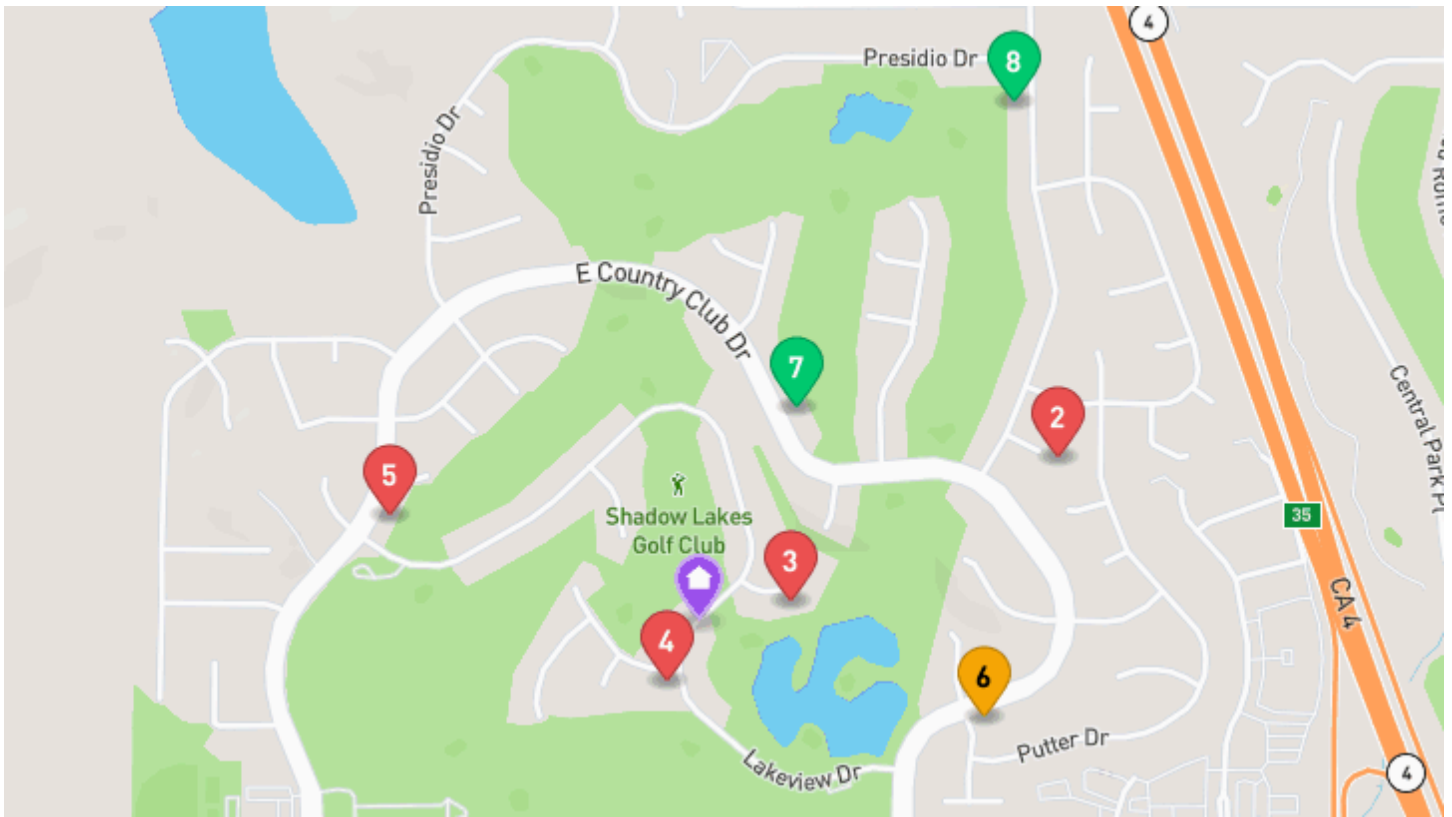 4
Presidio Dr
8
Presidio Dr
E Country Club Dr
7
2
Central Park Pl
5
Shadow Lakes
Golf Club
35
3
CA 4
4
6
Putter Dr
Lakeview Dr
4